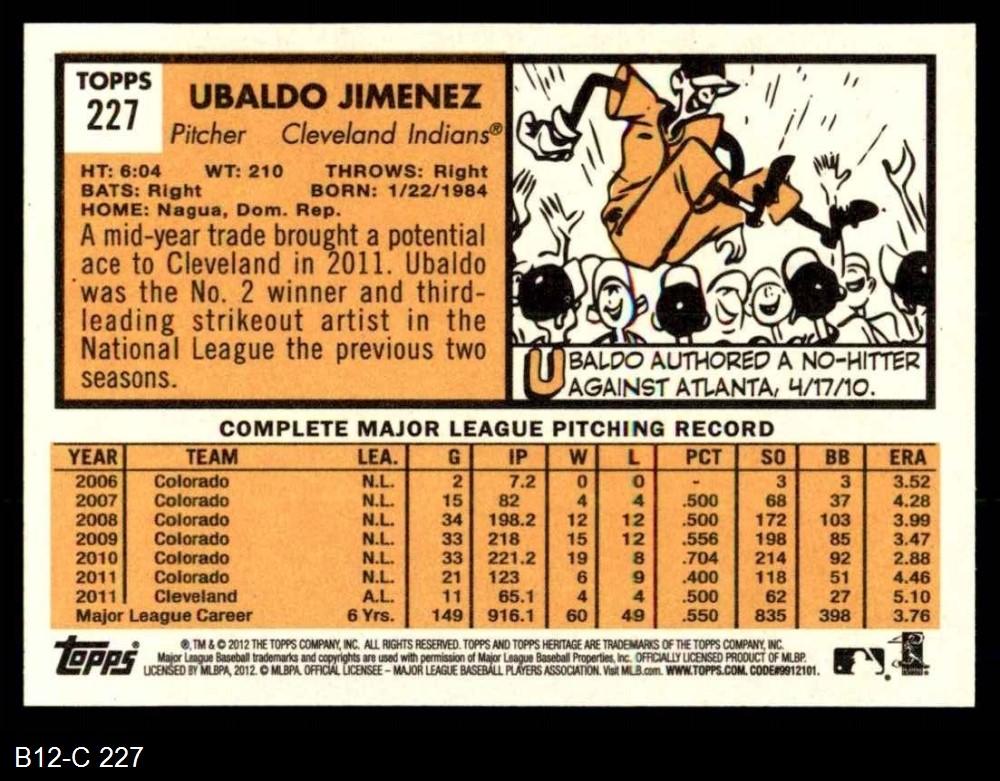 TOPPS
227
UBALDO JIMENEZ
Pitcher Cleveland Indians®
HT: 6:04 WT: 210 THROWS: Right
BATS: Right BORN: 1/22/1984
HOME: Nagua, Dom. Rep.
A mid-year trade brought a potential
ace to Cleveland in 2011. Ubaldo
was the No. 2 winner and third-
leading strikeout artist in the
National League the previous two
seasons.
UBALDO AUTHORED A NO-HITTER
AGAINST ATLANTA, 4/17/10.
COMPLETE MAJOR LEAGUE PITCHING RECORD
YEAR TEAM LEA. G IP W L PCT SO BB ERA
2006 Colorado N.L. 2 7.2 0 0 - 3 3 3.52
2007 Colorado N.L. 15 82 4 4 .500 68 37 4.28
2008 Colorado N.L. 34 198.2 12 12 .500 172 103 3.99
2009 Colorado N.L. 33 218 15 12 .556 198 85 3.47
2010 Colorado N.L. 33 221.2 19 8 .704 214 92 2.88
2011 Colorado N.L. 21 123 6 9 .400 118 51 4.46
2011 Cleveland A.L. 11 65.1 4 4 .500 62 27 5.10
Major League Career 6 Yrs. 149 916.1 60 49 .550 835 398 3.76
topps®
®,TM & © 2012 THE TOPPS COMPANY, INC. ALL RIGHTS RESERVED. TOPPS AND TOPPS HERITAGE ARE TRADEMARKS OF THE TOPPS COMPANY, INC.
Major League Baseball trademarks and copyrights are used with permission of Major League Baseball Properties, Inc. OFFICIALLY LICENSED PRODUCT OF MLBP.
LICENSED BY MLBPA, 2012. © MLBPA. OFFICIAL LICENSEE – MAJOR LEAGUE BASEBALL PLAYERS ASSOCIATION. Visit MLB.com. WWW.TOPPS.COM. CODE#9912101.
B12-C 227